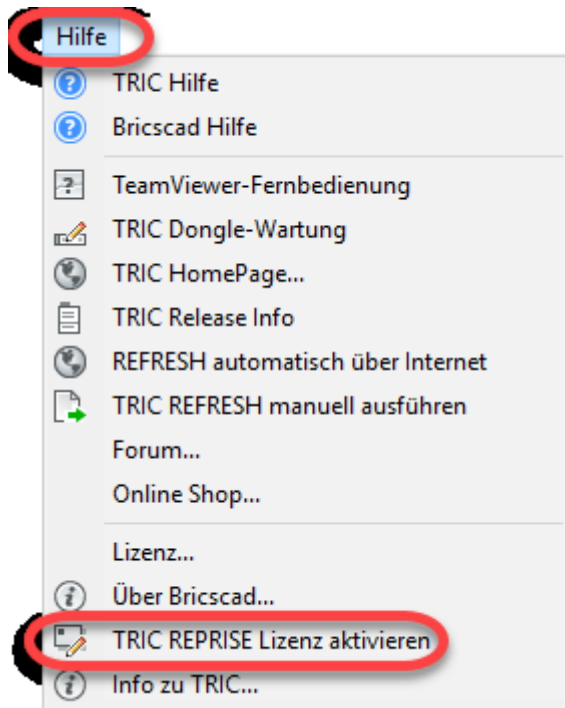 Hilfe
TRIC Hilfe
Bricscad Hilfe
TeamViewer-Fernbedienung
TRIC Dongle-Wartung
TRIC HomePage...
TRIC Release Info
REFRESH automatisch über Internet
TRIC REFRESH manuell ausführen
Forum...
Online Shop...
Lizenz...
Über Bricscad...
TRIC REPRISE Lizenz aktivieren
Info zu TRIC...